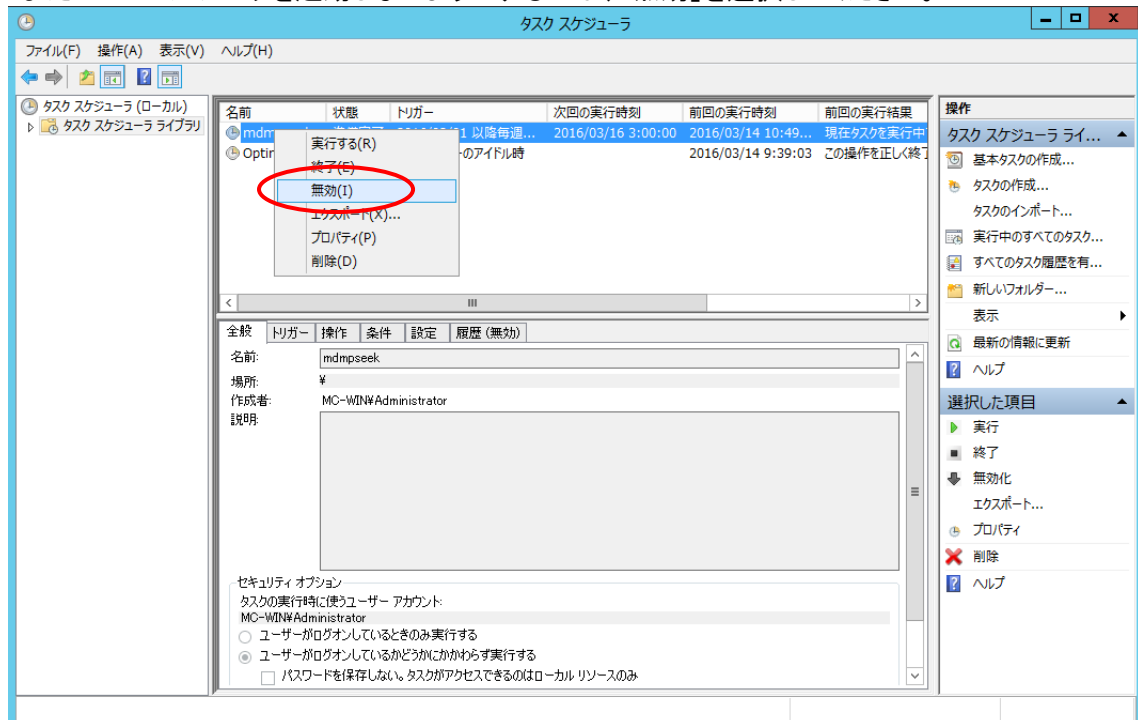 タスク スケジューラ
ファイル(F) 操作(A) 表示(V) ヘルプ(H)
タスク スケジューラ (ローカル)
タスク スケジューラ ライブラリ
名前 状態 トリガー 次回の実行時刻 前回の実行時刻 前回の実行結果
以降毎週... 2016/03/16 3:00:00 2016/03/14 10:49... 現在タスクを実行中
のアイドル時 2016/03/14 9:39:03 この操作を正しく終了
実行する(R)
終了(E)
無効(I)
エクスポート(X)...
プロパティ(P)
削除(D)
全般 トリガー 操作 条件 設定 履歴 (無効)
名前: mdmpseek
場所: ¥
作成者: MC-WIN¥Administrator
説明:
セキュリティ オプション
タスクの実行時に使うユーザー アカウント:
MC-WIN¥Administrator
ユーザーがログオンしているときのみ実行する
ユーザーがログオンしているかどうかにかかわらず実行する
パスワードを保存しない。タスクがアクセスできるのはローカル リソースのみ
操作
タスク スケジューラ ライ...
基本タスクの作成...
タスクの作成...
タスクのインポート...
実行中のすべてのタスク...
すべてのタスク履歴を有...
新しいフォルダー...
表示
最新の情報に更新
ヘルプ
選択した項目
実行
終了
無効化
エクスポート...
プロパティ
削除
ヘルプ